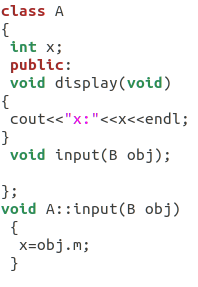 class A
{
int x;
public:
void display(void)
{
cout<<"x:"<<x<<endl;
}
void input(B obj);
};
void A::input(B obj)
{
x=obj.m;
}